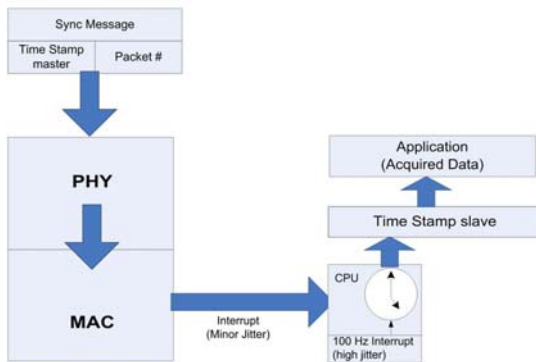 Sync Message
Time Stamp
master
Packet #
PHY
MAC
Interrupt
(Minor Jitter)
Application
(Acquired Data)
Time Stamp slave
CPU
100 Hz Interrupt
(high jitter)